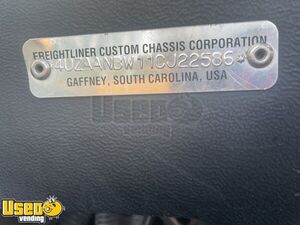 FREIGHTLINER CUSTOM CHASSIS CORPORATION
*4UZAANBW11CJ22586*
GAFFNEY, SOUTH CAROLINA, USA
USED
vending